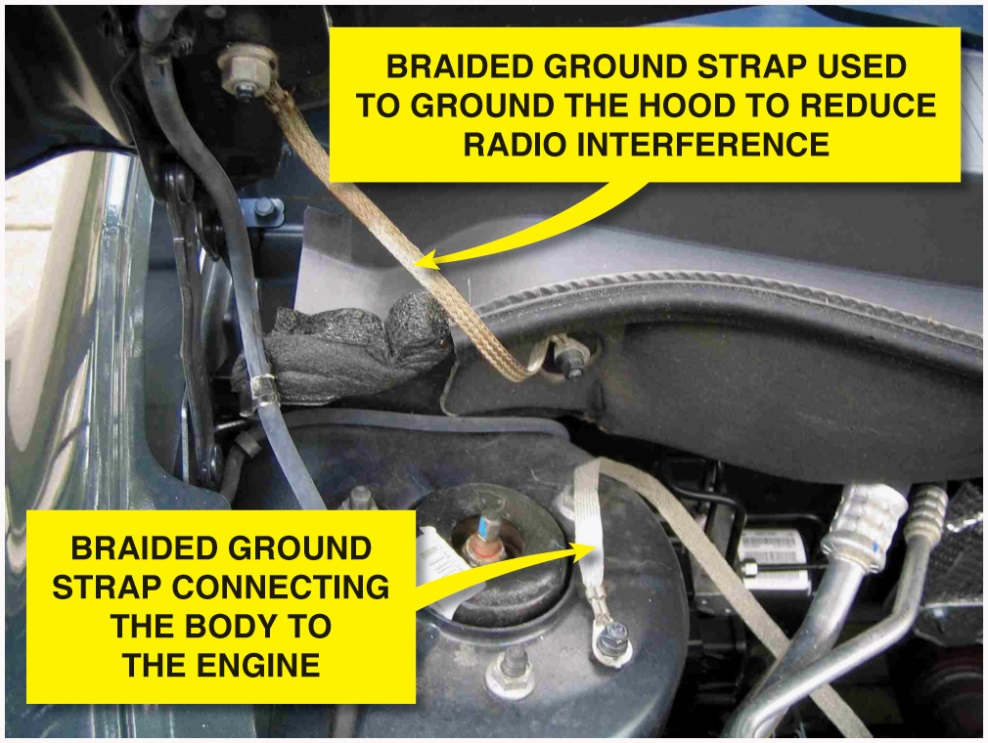 BRAIDED GROUND STRAP USED
TO GROUND THE HOOD TO REDUCE
RADIO INTERFERENCE
BRAIDED GROUND
STRAP CONNECTING
THE BODY TO
THE ENGINE